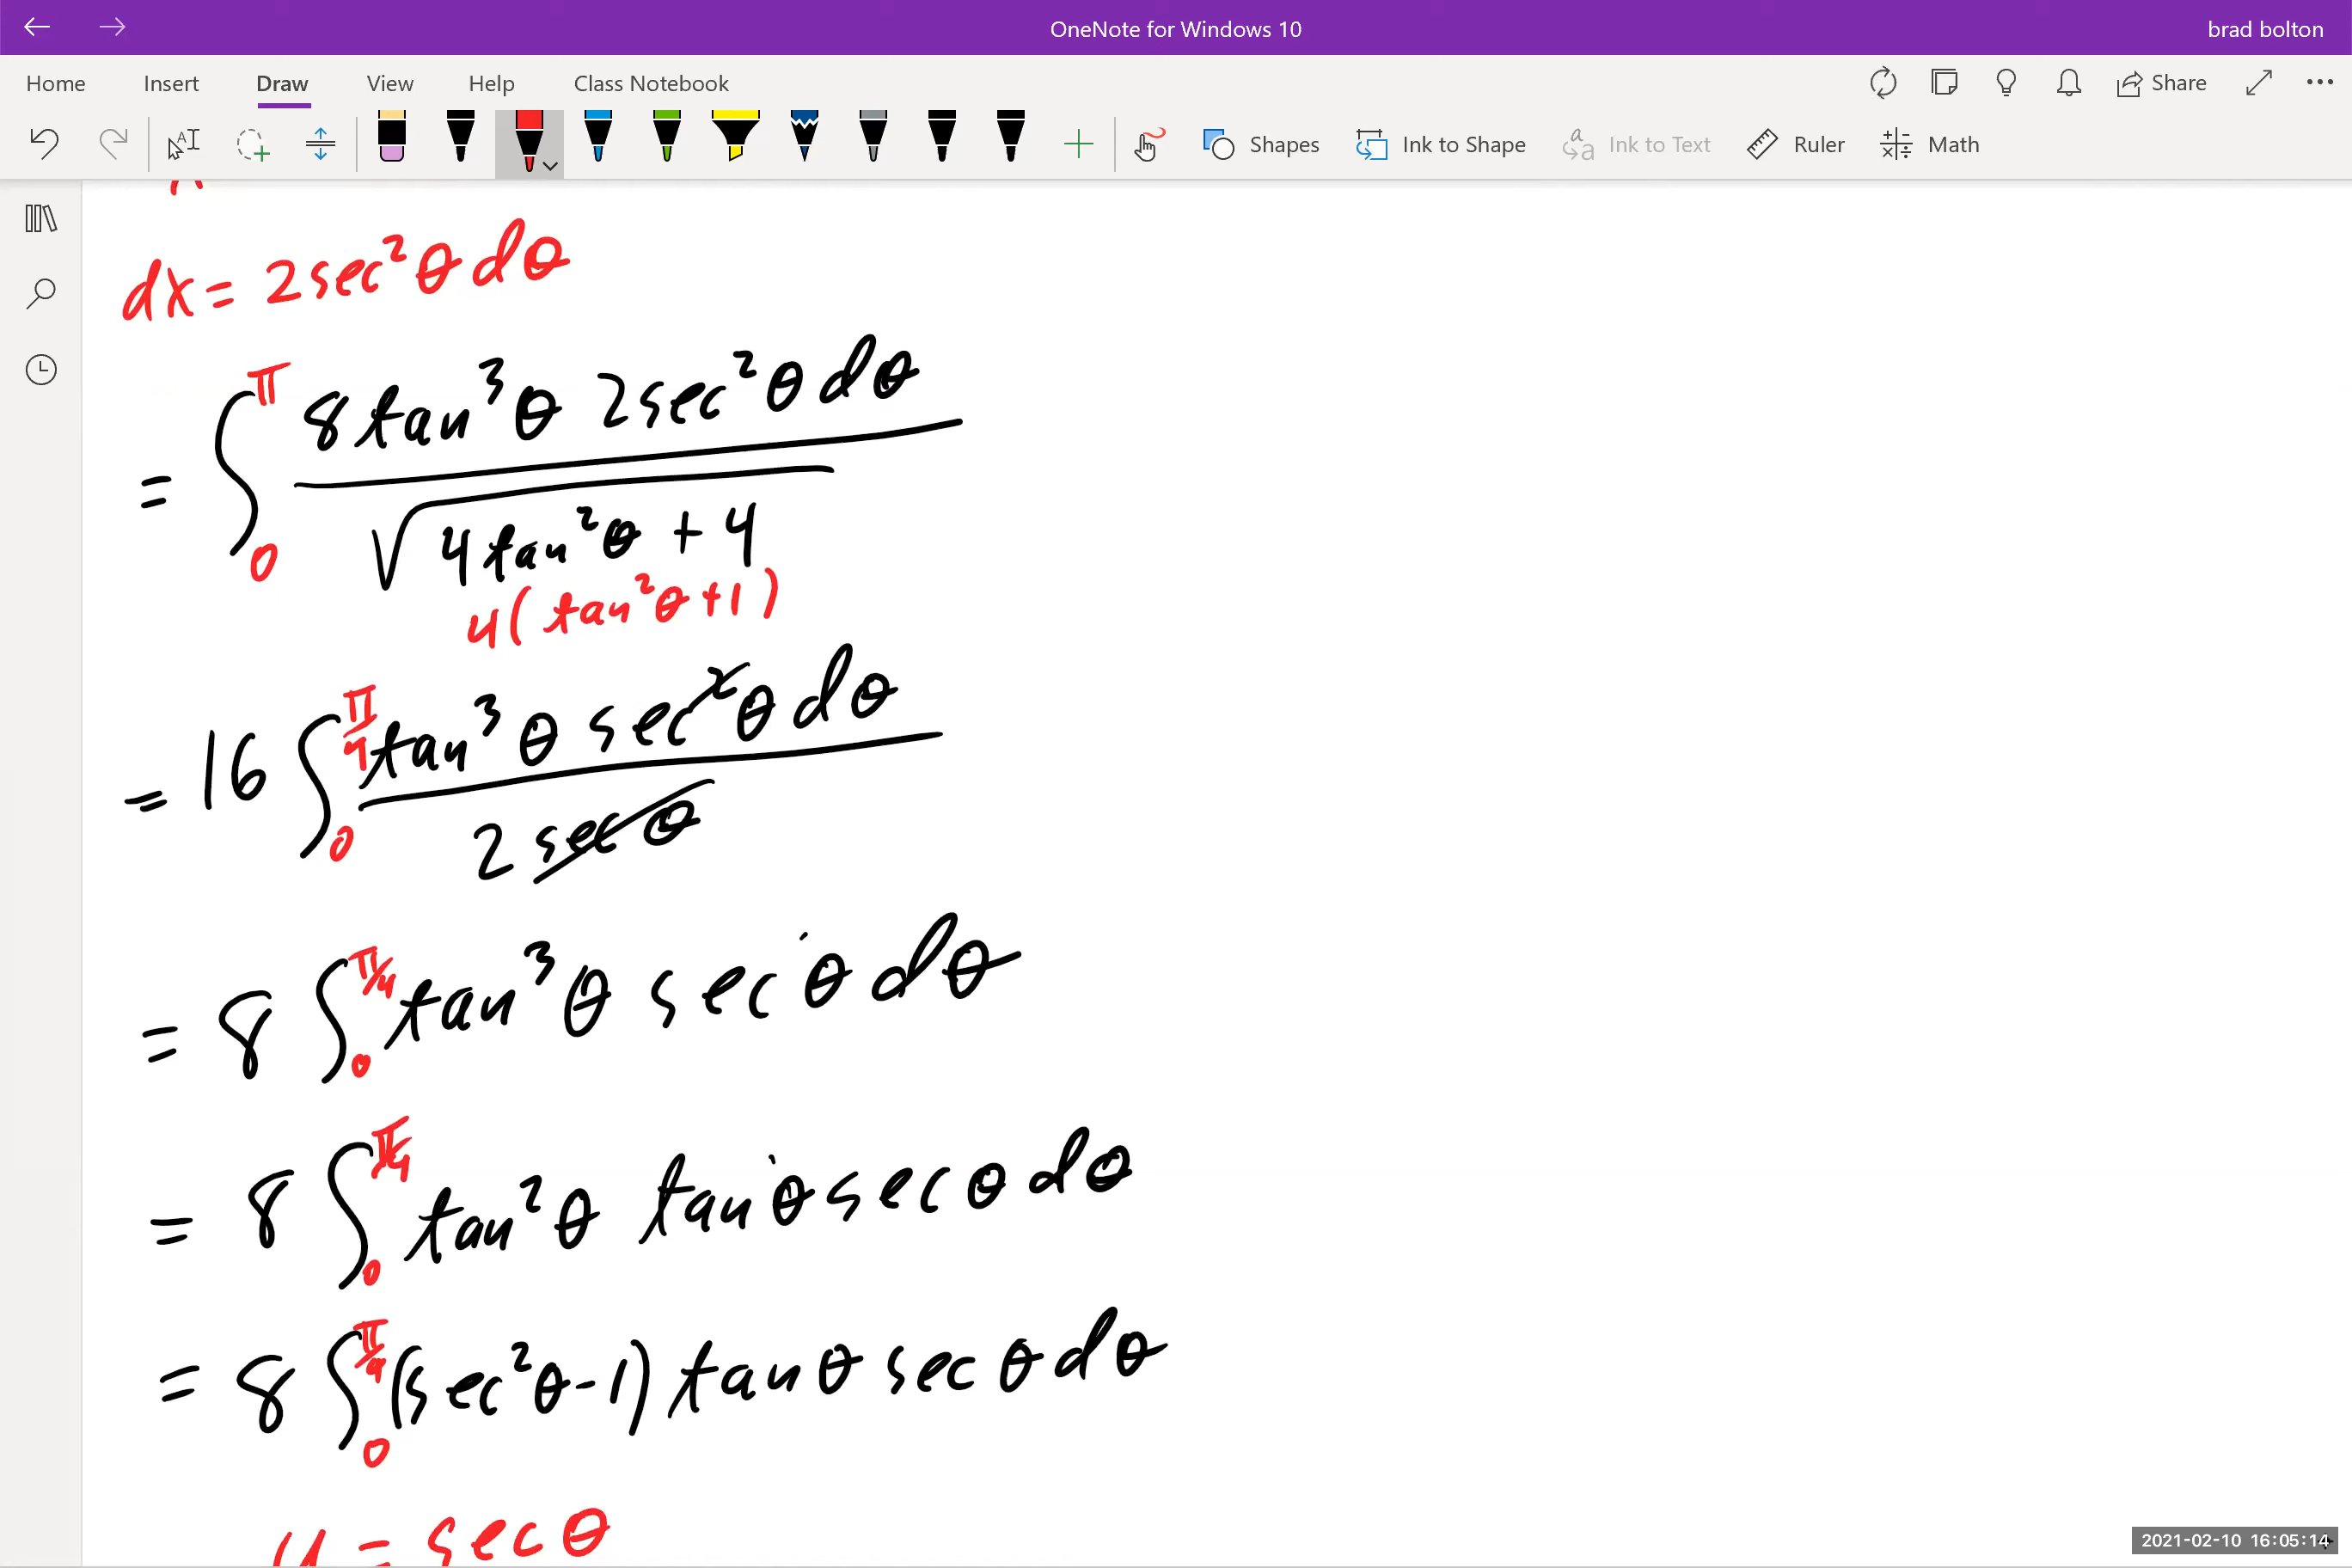 OneNote for Windows 10 brad bolton
Home Insert Draw View Help Class Notebook Share
Shapes Ink to Shape Ink to Text Ruler Math
dx = 2sec²θ dθ
= ∫₀^π 8tan³θ 2sec²θ dθ / √(4tan²θ + 4)
4(tan²θ+1)
= 16 ∫₀^(π/4) tan³θ sec²θ dθ / 2secθ
= 8 ∫₀^(π/4) tan³θ secθ dθ
= 8 ∫₀^(π/4) tan²θ tanθ secθ dθ
= 8 ∫₀^(π/4) (sec²θ-1) tanθ secθ dθ
u = secθ
2021-02-10 16:05:14